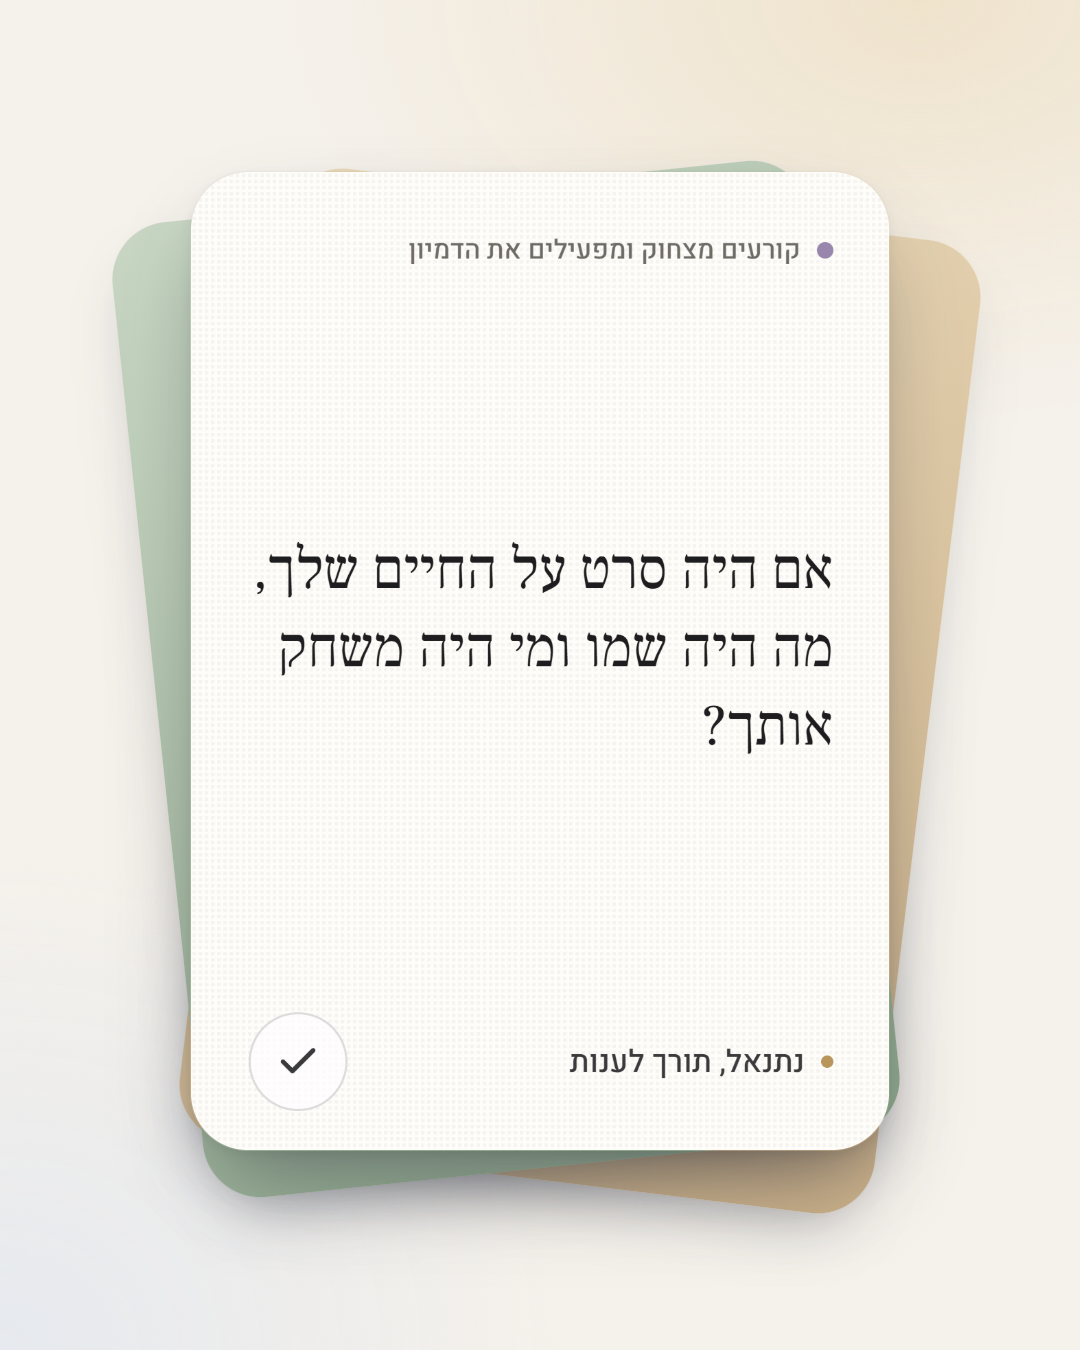 קורעים מצחוק ומפעילים את הדמיון
אם היה סרט על החיים שלך,
מה היה שמו ומי היה משחק
אותך?
נתנאל, תורך לענות